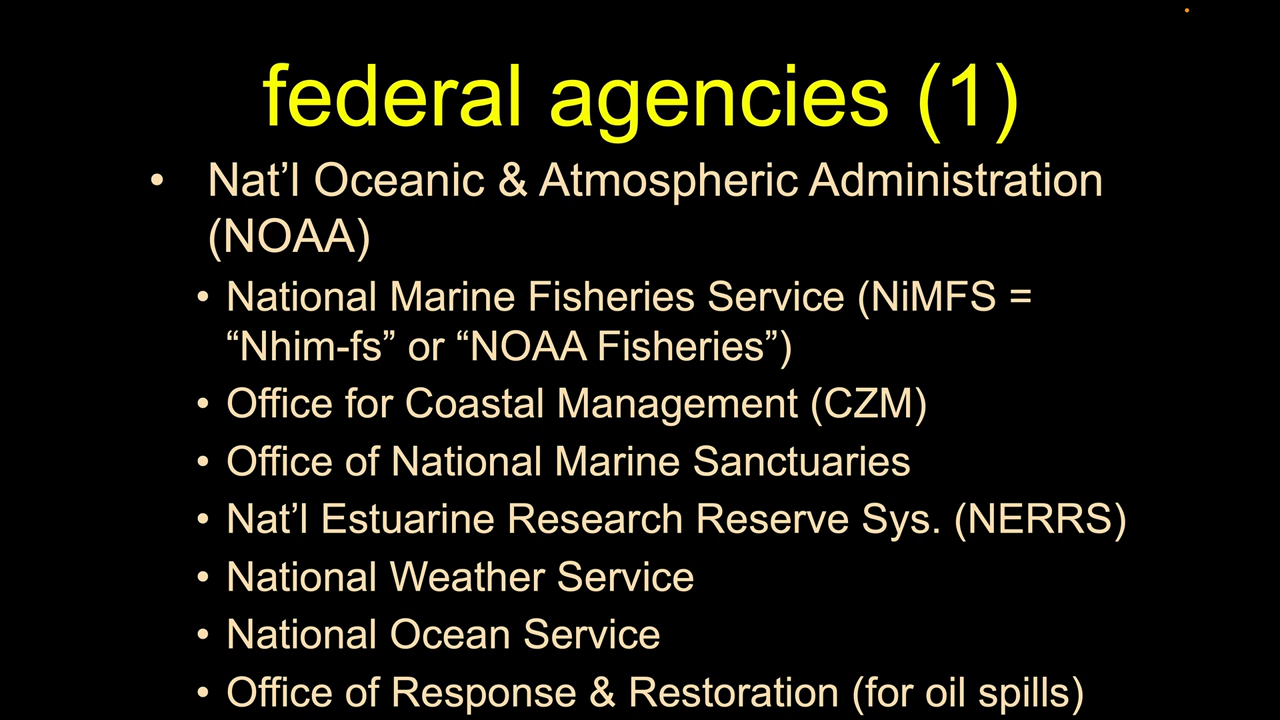 federal agencies (1)
• Nat’l Oceanic & Atmospheric Administration
(NOAA)
• National Marine Fisheries Service (NiMFS =
“Nhim-fs” or “NOAA Fisheries”)
• Office for Coastal Management (CZM)
• Office of National Marine Sanctuaries
• Nat’l Estuarine Research Reserve Sys. (NERRS)
• National Weather Service
• National Ocean Service
• Office of Response & Restoration (for oil spills)